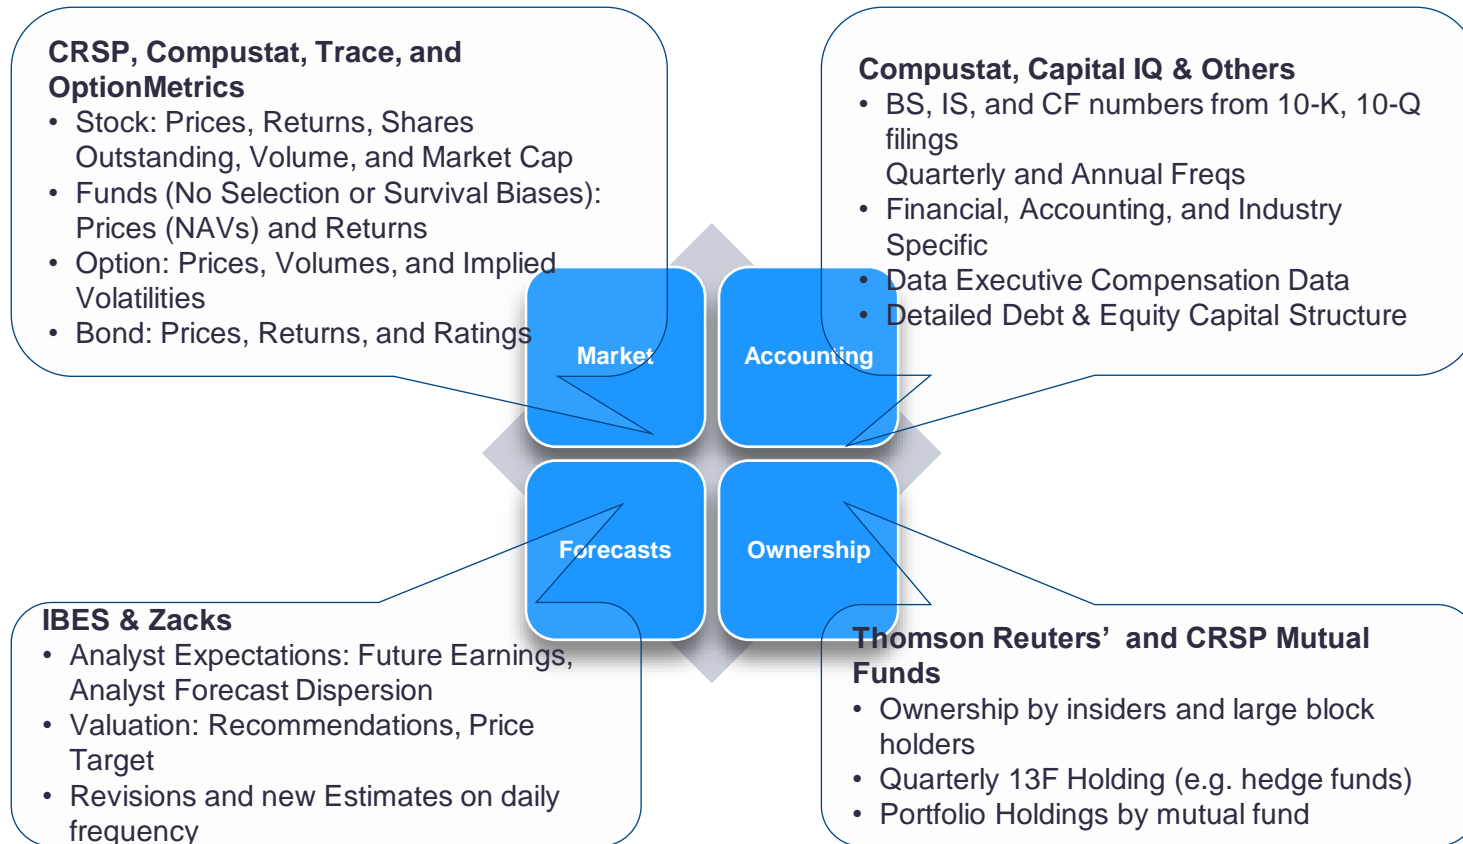 CRSP, Compustat, Trace, and
OptionMetrics
• Stock: Prices, Returns, Shares
Outstanding, Volume, and Market Cap
• Funds (No Selection or Survival Biases):
Prices (NAVs) and Returns
• Option: Prices, Volumes, and Implied
Volatilities
• Bond: Prices, Returns, and Ratings
Compustat, Capital IQ & Others
• BS, IS, and CF numbers from 10-K, 10-Q
filings
Quarterly and Annual Freqs
• Financial, Accounting, and Industry
Specific
• Data Executive Compensation Data
• Detailed Debt & Equity Capital Structure
Market
Accounting
Forecasts
Ownership
IBES & Zacks
• Analyst Expectations: Future Earnings,
Analyst Forecast Dispersion
• Valuation: Recommendations, Price
Target
• Revisions and new Estimates on daily
frequency
Thomson Reuters’ and CRSP Mutual
Funds
• Ownership by insiders and large block
holders
• Quarterly 13F Holding (e.g. hedge funds)
• Portfolio Holdings by mutual fund